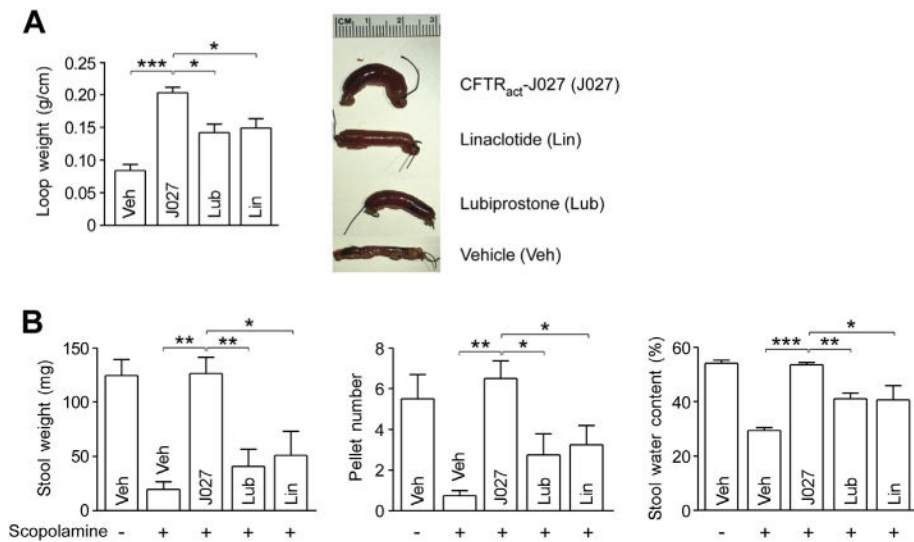 A
Loop weight (g/cm)
0.25
0.20
0.15
0.10
0.05
0
***
*
*
Veh
J027
Lub
Lin
CM 1 2 3
CFTRact-J027 (J027)
Linaclotide (Lin)
Lubiprostone (Lub)
Vehicle (Veh)
B
Stool weight (mg)
150
100
50
0
**
**
*
Veh
Veh
J027
Lub
Lin
Pellet number
8
6
4
2
0
**
*
*
Veh
Veh
J027
Lub
Lin
Stool water content (%)
60
40
20
0
***
**
*
Veh
Veh
J027
Lub
Lin
Scopolamine - + + + +
- + + + +
- + + + +